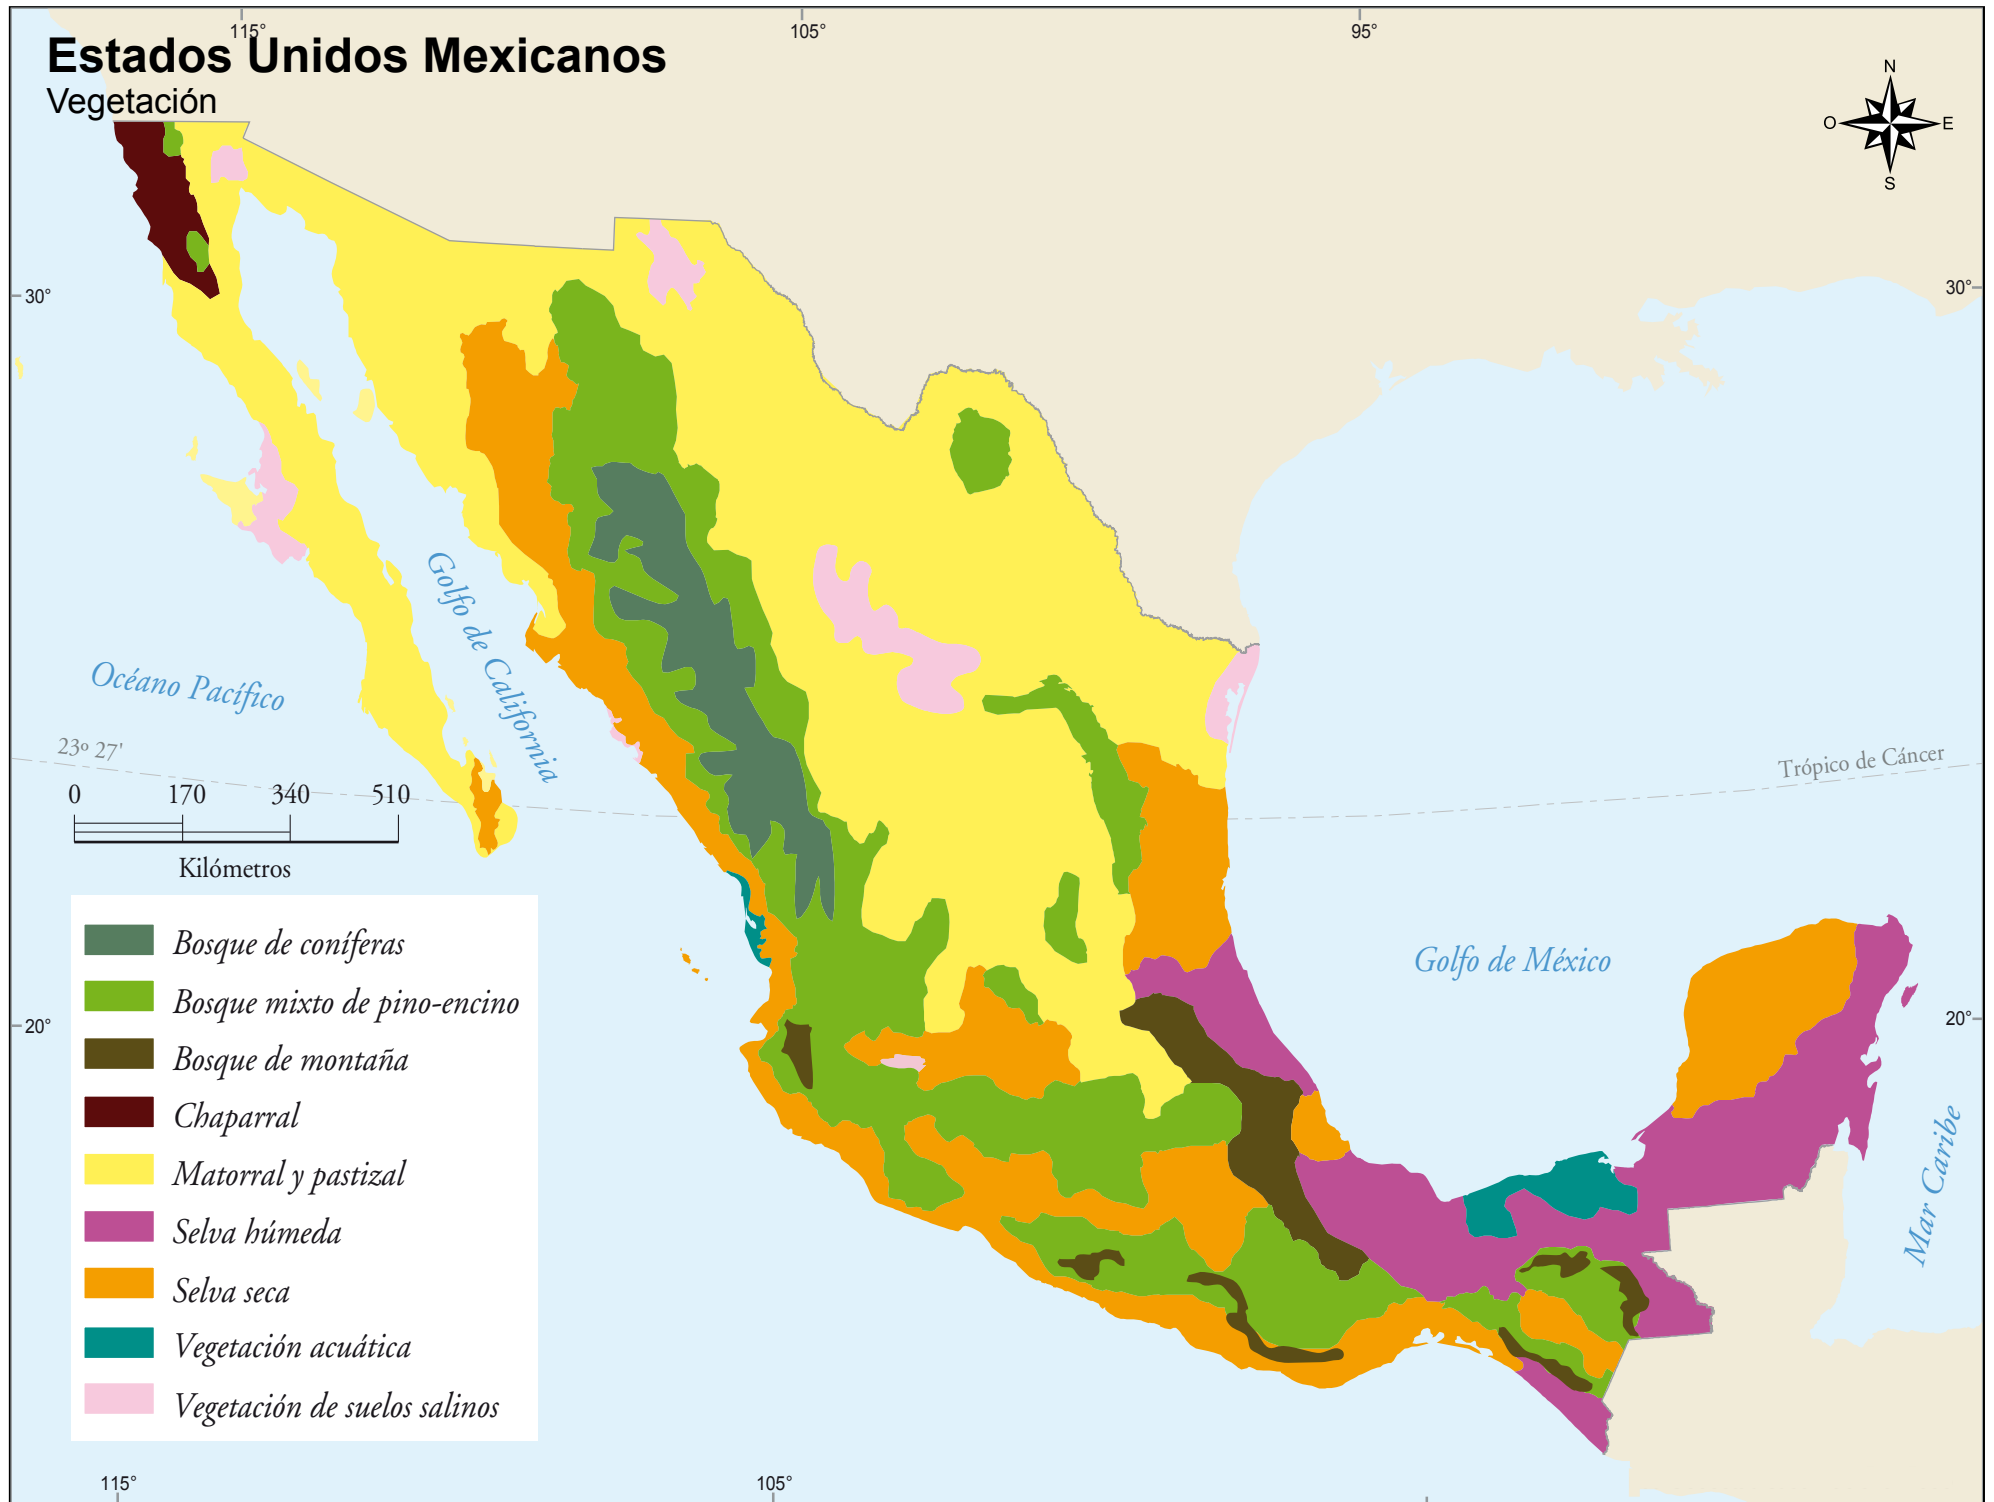 115°
105°
95°
Estados Unidos Mexicanos
Vegetación
N
O
E
S
30°
30°
Golfo de California
Océano Pacífico
23º 27'
Trópico de Cáncer
0 170 340 510
Kilómetros
Golfo de México
20°
20°
Mar Caribe
Bosque de coníferas
Bosque mixto de pino-encino
Bosque de montaña
Chaparral
Matorral y pastizal
Selva húmeda
Selva seca
Vegetación acuática
Vegetación de suelos salinos
115°
105°